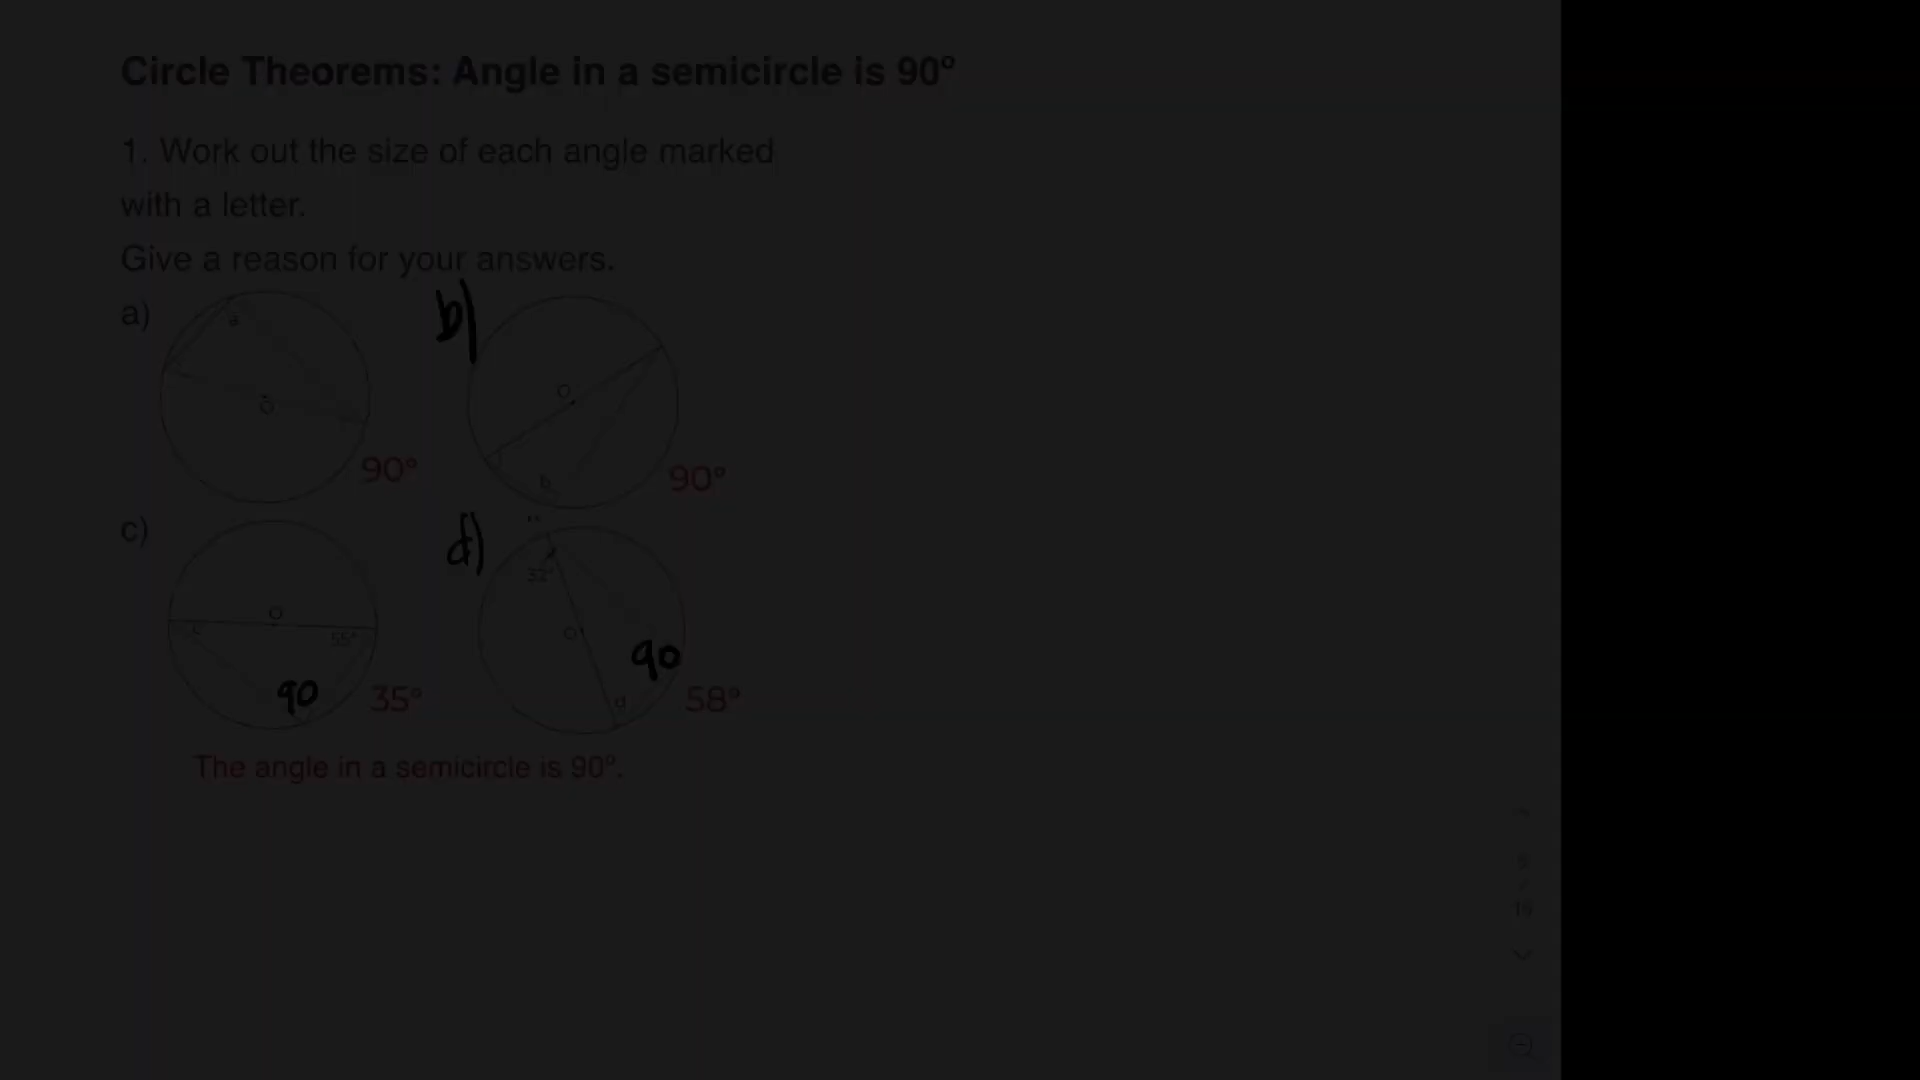 Circle Theorems: Angle in a semicircle is 90°
1. Work out the size of each angle marked
with a letter.
Give a reason for your answers.
a)
a
O
90°
b)
O
b
90°
c)
O
c
55°
90
35°
d)
32°
O
90
d
58°
The angle in a semicircle is 90°.